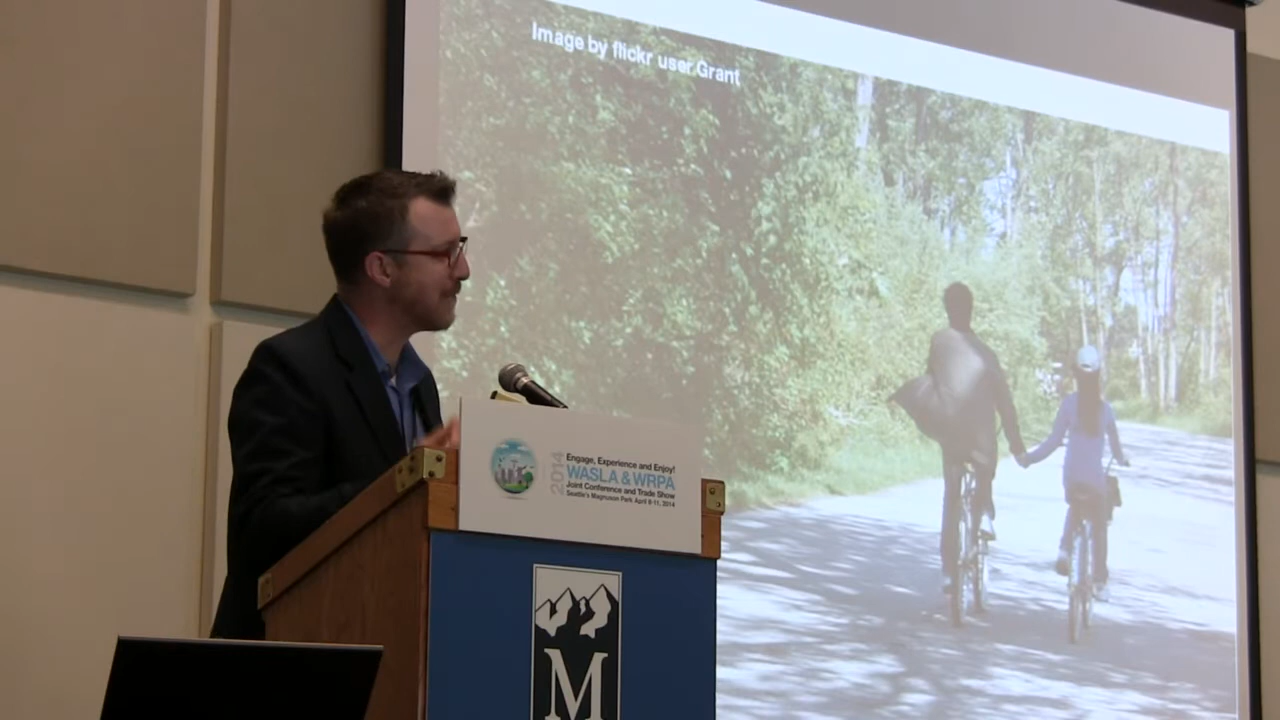 Image by flickr user Grant
2014
Engage, Experience and Enjoy!
WASLA & WRPA
Joint Conference and Trade Show
Seattle's Magnuson Park April 8-11, 2014
M